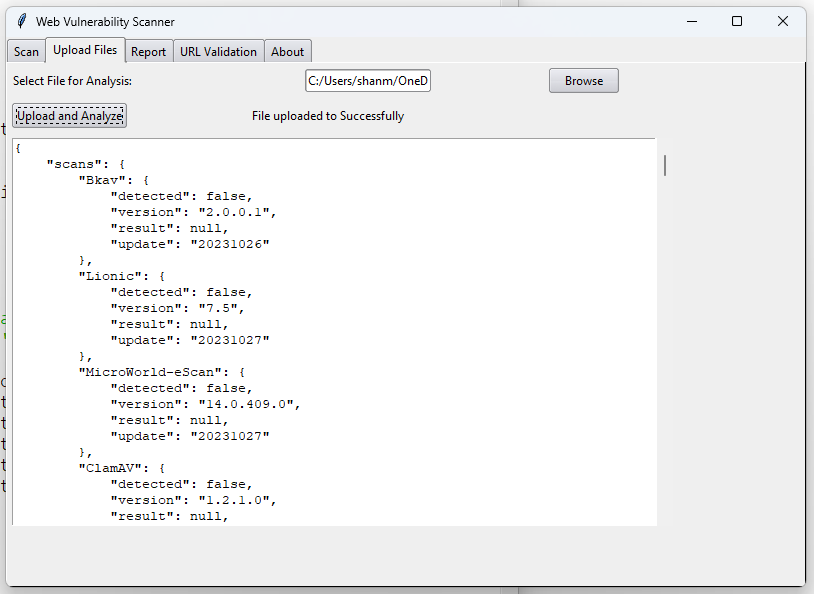 Web Vulnerability Scanner
Scan Upload Files Report URL Validation About
Select File for Analysis: C:/Users/shanm/OneD Browse
Upload and Analyze File uploaded to Successfully
{
    "scans": {
        "Bkav": {
            "detected": false,
            "version": "2.0.0.1",
            "result": null,
            "update": "20231026"
        },
        "Lionic": {
            "detected": false,
            "version": "7.5",
            "result": null,
            "update": "20231027"
        },
        "MicroWorld-eScan": {
            "detected": false,
            "version": "14.0.409.0",
            "result": null,
            "update": "20231027"
        },
        "ClamAV": {
            "detected": false,
            "version": "1.2.1.0",
            "result": null,